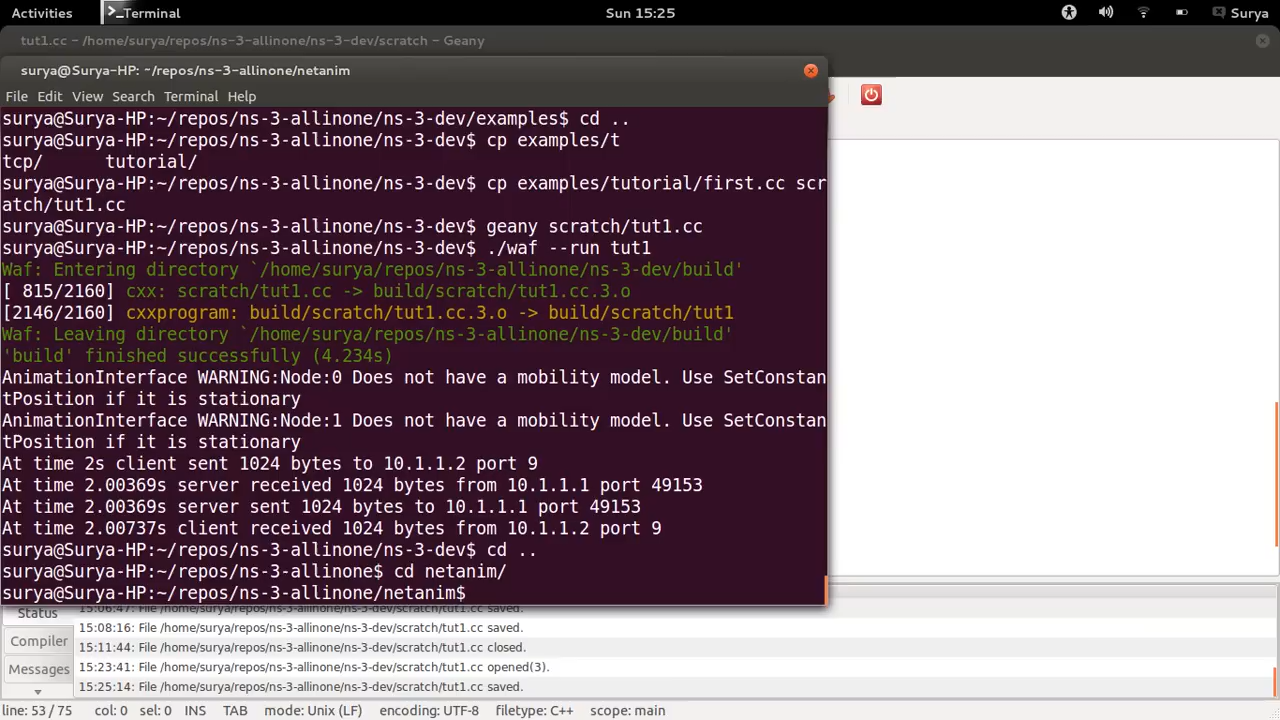 Activities
Terminal
Sun 15:25
Surya
tut1.cc - /home/surya/repos/ns-3-allinone/ns-3-dev/scratch - Geany
surya@Surya-HP: ~/repos/ns-3-allinone/netanim
File Edit View Search Terminal Help
surya@Surya-HP:~/repos/ns-3-allinone/ns-3-dev/examples$ cd ..
surya@Surya-HP:~/repos/ns-3-allinone/ns-3-dev$ cp examples/t
tcp/      tutorial/
surya@Surya-HP:~/repos/ns-3-allinone/ns-3-dev$ cp examples/tutorial/first.cc scr
atch/tut1.cc
surya@Surya-HP:~/repos/ns-3-allinone/ns-3-dev$ geany scratch/tut1.cc
surya@Surya-HP:~/repos/ns-3-allinone/ns-3-dev$ ./waf --run tut1
Waf: Entering directory `/home/surya/repos/ns-3-allinone/ns-3-dev/build'
[ 815/2160] cxx: scratch/tut1.cc -> build/scratch/tut1.cc.3.o
[2146/2160] cxxprogram: build/scratch/tut1.cc.3.o -> build/scratch/tut1
Waf: Leaving directory `/home/surya/repos/ns-3-allinone/ns-3-dev/build'
'build' finished successfully (4.234s)
AnimationInterface WARNING:Node:0 Does not have a mobility model. Use SetConstan
tPosition if it is stationary
AnimationInterface WARNING:Node:1 Does not have a mobility model. Use SetConstan
tPosition if it is stationary
At time 2s client sent 1024 bytes to 10.1.1.2 port 9
At time 2.00369s server received 1024 bytes from 10.1.1.1 port 49153
At time 2.00369s server sent 1024 bytes to 10.1.1.1 port 49153
At time 2.00737s client received 1024 bytes from 10.1.1.2 port 9
surya@Surya-HP:~/repos/ns-3-allinone/ns-3-dev$ cd ..
surya@Surya-HP:~/repos/ns-3-allinone$ cd netanim/
surya@Surya-HP:~/repos/ns-3-allinone/netanim$
Status
Compiler
Messages
15:06:47: File /home/surya/repos/ns-3-allinone/ns-3-dev/scratch/tut1.cc saved.
15:08:16: File /home/surya/repos/ns-3-allinone/ns-3-dev/scratch/tut1.cc saved.
15:11:44: File /home/surya/repos/ns-3-allinone/ns-3-dev/scratch/tut1.cc closed.
15:23:41: File /home/surya/repos/ns-3-allinone/ns-3-dev/scratch/tut1.cc opened(3).
15:25:14: File /home/surya/repos/ns-3-allinone/ns-3-dev/scratch/tut1.cc saved.
line: 53 / 75 col: 0 sel: 0 INS TAB mode: Unix (LF) encoding: UTF-8 filetype: C++ scope: main